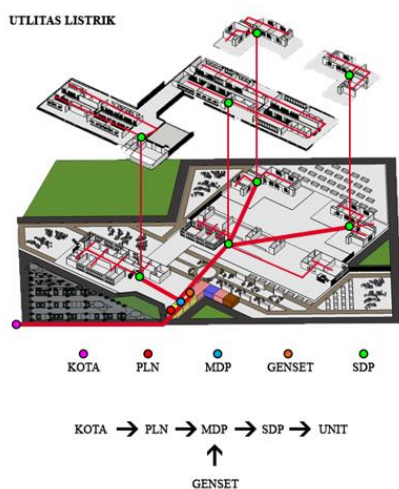 UTLITAS LISTRIK
KOTA PLN MDP GENSET SDP
KOTA → PLN → MDP → SDP → UNIT
↑
GENSET